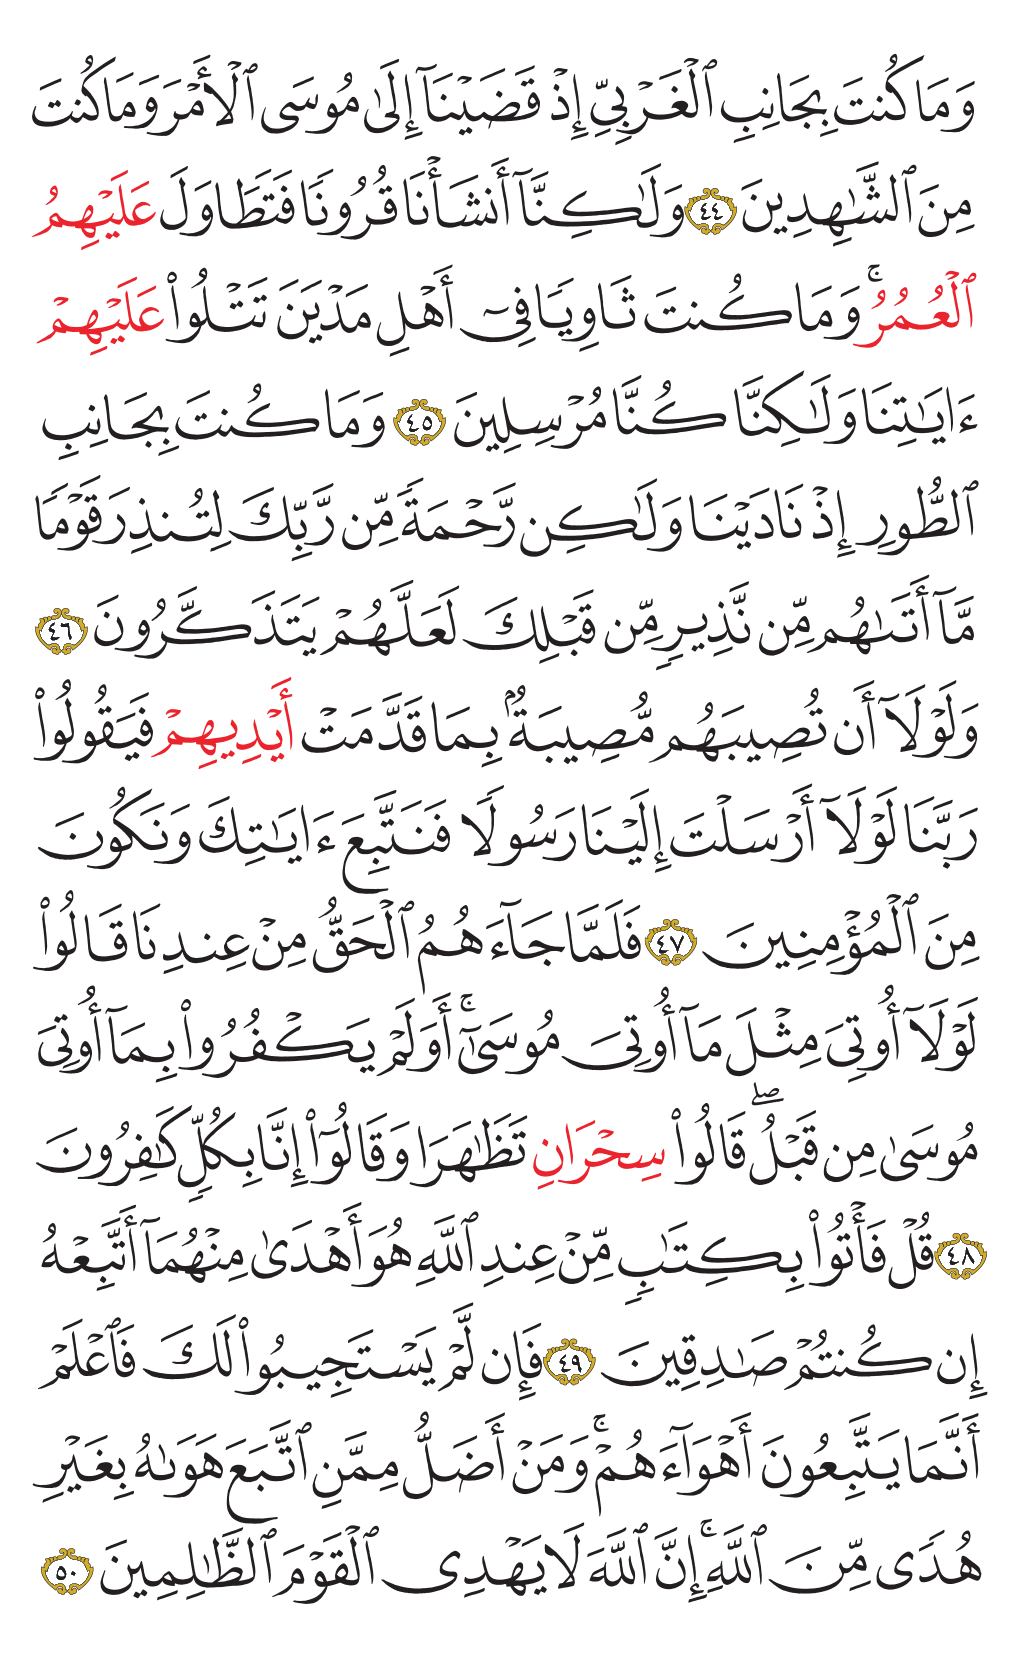 وَمَا كُنتَ بِجَانِبِ ٱلْغَرْبِيِّ إِذْ قَضَيْنَآ إِلَىٰ مُوسَى ٱلْأَمْرَ وَمَا كُنتَ
مِنَ ٱلشَّٰهِدِينَ ٤٤ وَلَٰكِنَّآ أَنشَأْنَا قُرُونًا فَتَطَاوَلَ عَلَيْهِمُ
ٱلْعُمُرُۚ وَمَا كُنتَ ثَاوِيًا فِىٓ أَهْلِ مَدْيَنَ تَتْلُوا۟ عَلَيْهِمْ
ءَايَٰتِنَا وَلَٰكِنَّا كُنَّا مُرْسِلِينَ ٤٥ وَمَا كُنتَ بِجَانِبِ
ٱلطُّورِ إِذْ نَادَيْنَا وَلَٰكِن رَّحْمَةً مِّن رَّبِّكَ لِتُنذِرَ قَوْمًا
مَّآ أَتَىٰهُم مِّن نَّذِيرٍ مِّن قَبْلِكَ لَعَلَّهُمْ يَتَذَكَّرُونَ ٤٦
وَلَوْلَآ أَن تُصِيبَهُم مُّصِيبَةٌۢ بِمَا قَدَّمَتْ أَيْدِيهِمْ فَيَقُولُوا۟
رَبَّنَا لَوْلَآ أَرْسَلْتَ إِلَيْنَا رَسُولًا فَنَتَّبِعَ ءَايَٰتِكَ وَنَكُونَ
مِنَ ٱلْمُؤْمِنِينَ ٤٧ فَلَمَّا جَآءَهُمُ ٱلْحَقُّ مِنْ عِندِنَا قَالُوا۟
لَوْلَآ أُوتِىَ مِثْلَ مَآ أُوتِىَ مُوسَىٰٓۚ أَوَلَمْ يَكْفُرُوا۟ بِمَآ أُوتِىَ
مُوسَىٰ مِن قَبْلُۖ قَالُوا۟ سِحْرَانِ تَظَٰهَرَا وَقَالُوٓا۟ إِنَّا بِكُلٍّ كَٰفِرُونَ
٤٨ قُلْ فَأْتُوا۟ بِكِتَٰبٍ مِّنْ عِندِ ٱللَّهِ هُوَ أَهْدَىٰ مِنْهُمَآ أَتَّبِعْهُ
إِن كُنتُمْ صَٰدِقِينَ ٤٩ فَإِن لَّمْ يَسْتَجِيبُوا۟ لَكَ فَٱعْلَمْ
أَنَّمَا يَتَّبِعُونَ أَهْوَآءَهُمْۚ وَمَنْ أَضَلُّ مِمَّنِ ٱتَّبَعَ هَوَىٰهُ بِغَيْرِ
هُدًى مِّنَ ٱللَّهِۚ إِنَّ ٱللَّهَ لَا يَهْدِى ٱلْقَوْمَ ٱلظَّٰلِمِينَ ٥٠